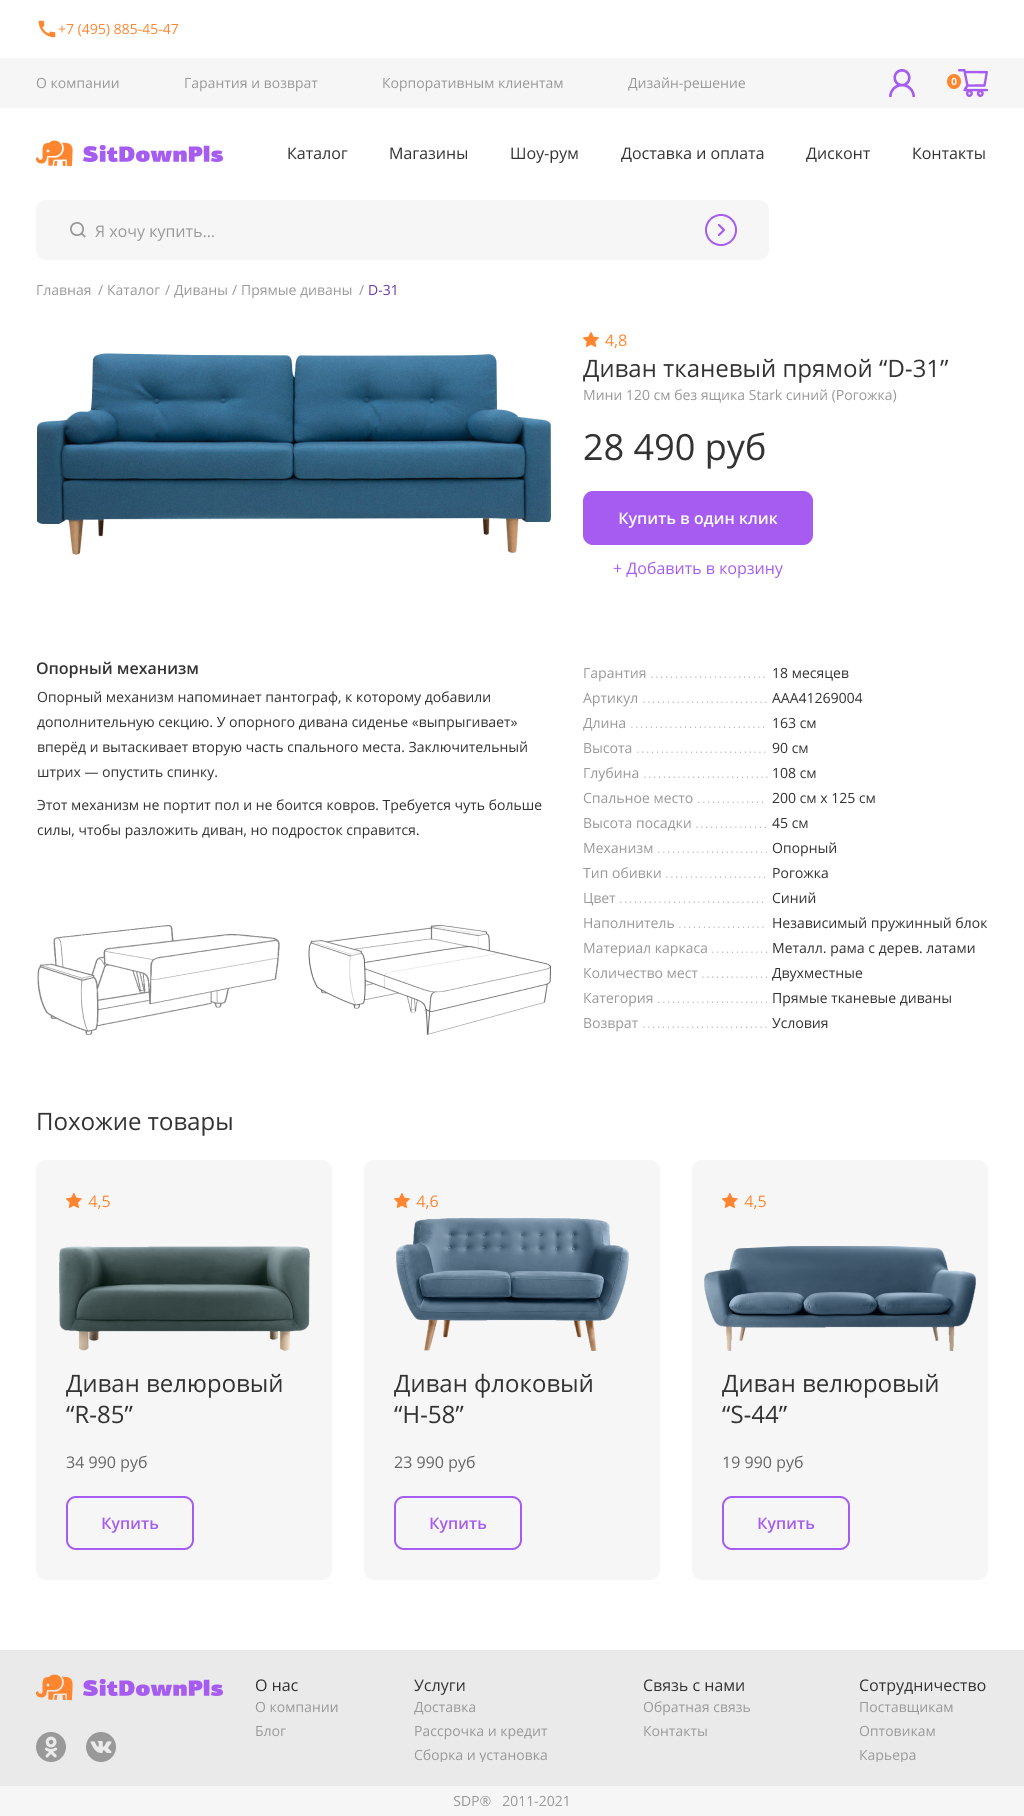 +7 (495) 885-45-47
О компании Гарантия и возврат Корпоративным клиентам Дизайн-решение 0
SitDownPls Каталог Магазины Шоу-рум Доставка и оплата Дисконт Контакты
Я хочу купить...
Главная / Каталог / Диваны / Прямые диваны / D-31
4,8
Диван тканевый прямой “D-31”
Мини 120 см без ящика Stark синий (Рогожка)
28 490 руб
Купить в один клик
+ Добавить в корзину
Опорный механизм
Опорный механизм напоминает пантограф, к которому добавили
дополнительную секцию. У опорного дивана сиденье «выпрыгивает»
вперёд и вытаскивает вторую часть спального места. Заключительный
штрих — опустить спинку.
Этот механизм не портит пол и не боится ковров. Требуется чуть больше
силы, чтобы разложить диван, но подросток справится.
Гарантия ........................ 18 месяцев
Артикул .......................... AAA41269004
Длина ............................ 163 см
Высота ........................... 90 см
Глубина .......................... 108 см
Спальное место .............. 200 см x 125 см
Высота посадки ............... 45 см
Механизм ....................... Опорный
Тип обивки ..................... Рогожка
Цвет .............................. Синий
Наполнитель .................. Независимый пружинный блок
Материал каркаса ............ Металл. рама с дерев. латами
Количество мест .............. Двухместные
Категория ....................... Прямые тканевые диваны
Возврат .......................... Условия
Похожие товары
4,5
Диван велюровый
“R-85”
34 990 руб
Купить
4,6
Диван флоковый
“H-58”
23 990 руб
Купить
4,5
Диван велюровый
“S-44”
19 990 руб
Купить
SitDownPls
О нас
О компании
Блог
Услуги
Доставка
Рассрочка и кредит
Сборка и установка
Связь с нами
Обратная связь
Контакты
Сотрудничество
Поставщикам
Оптовикам
Карьера
SDP® 2011-2021